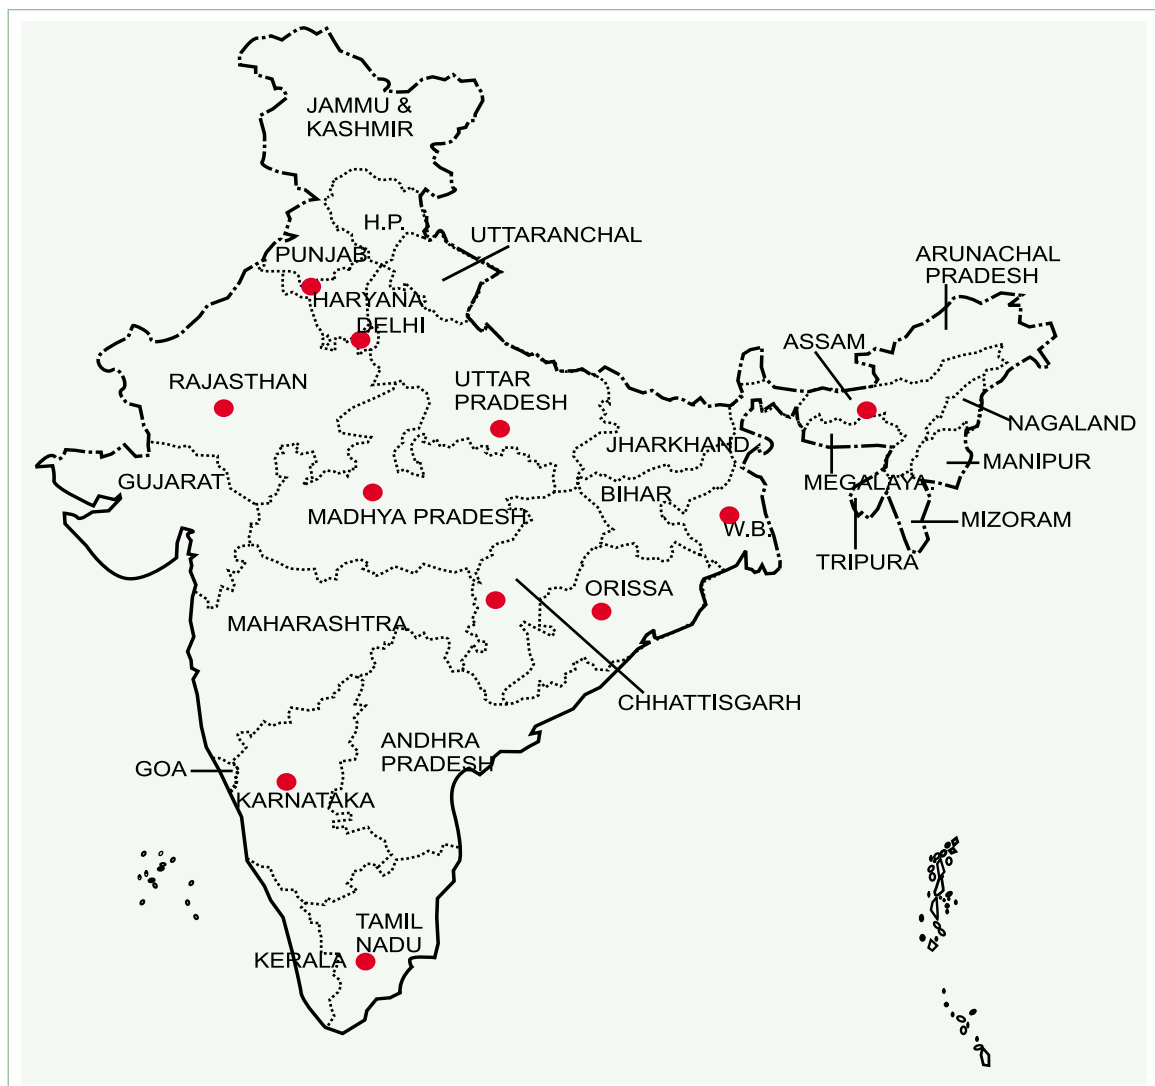 JAMMU &
KASHMIR
H.P.
UTTARANCHAL
PUNJAB
ARUNACHAL
PRADESH
HARYANA
DELHI
ASSAM
RAJASTHAN
UTTAR
PRADESH
NAGALAND
JHARKHAND
MANIPUR
GUJARAT
MEGALAYA
BIHAR
MADHYA PRADESH
W.B.
MIZORAM
TRIPURA
ORISSA
MAHARASHTRA
CHHATTISGARH
ANDHRA
PRADESH
GOA
KARNATAKA
TAMIL
NADU
KERALA